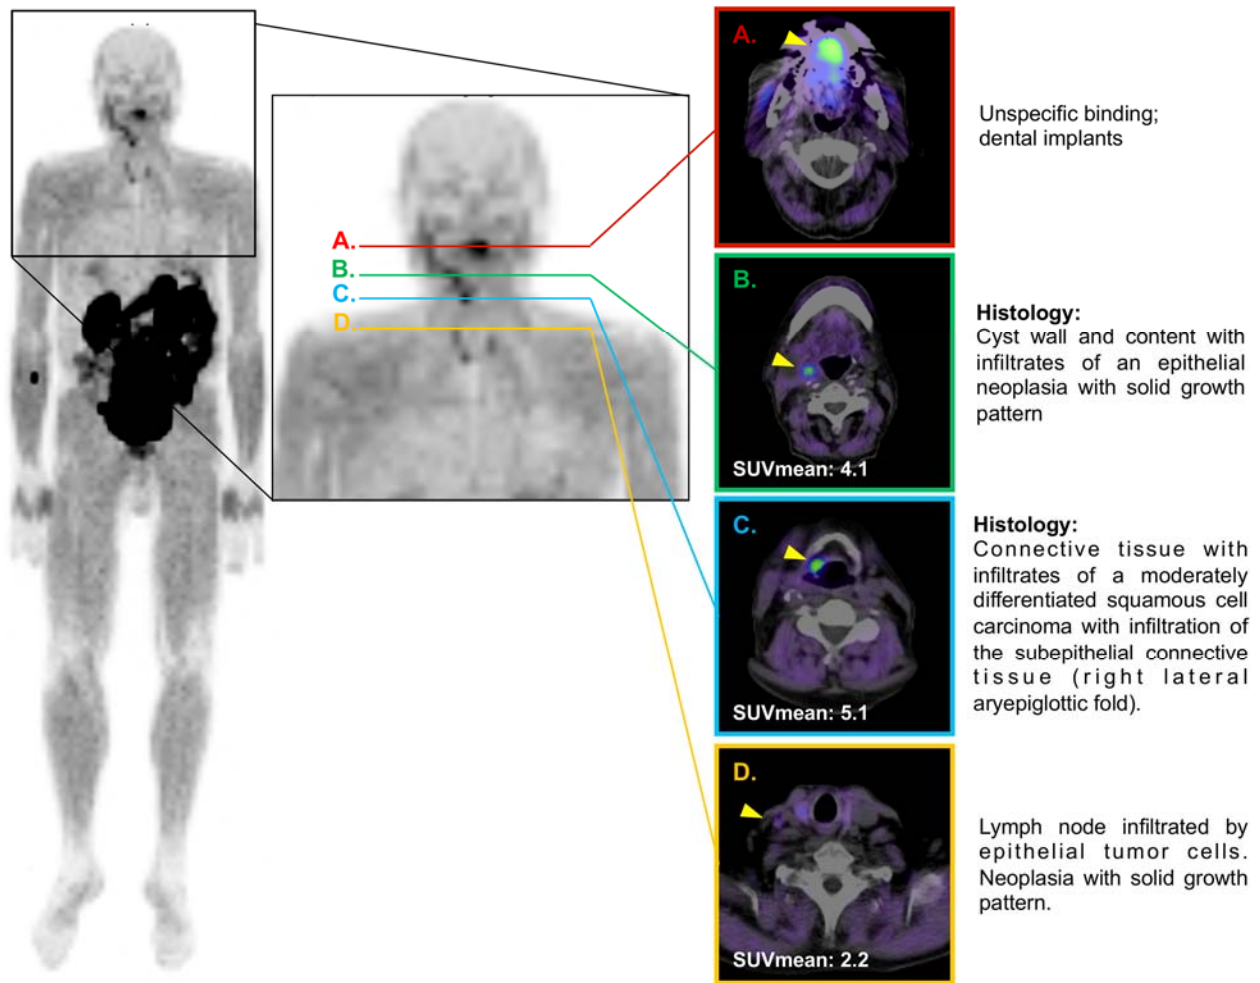 A.
Unspecific binding;
dental implants
A.
B.
C.
D.
B.
SUVmean: 4.1
Histology:
Cyst wall and content with
infiltrates of an epithelial
neoplasia with solid growth
pattern
C.
SUVmean: 5.1
Histology:
Connective tissue with
infiltrates of a moderately
differentiated squamous cell
carcinoma with infiltration of
the subepithelial connective
tissue (right lateral
aryepiglottic fold).
D.
SUVmean: 2.2
Lymph node infiltrated by
epithelial tumor cells.
Neoplasia with solid growth
pattern.